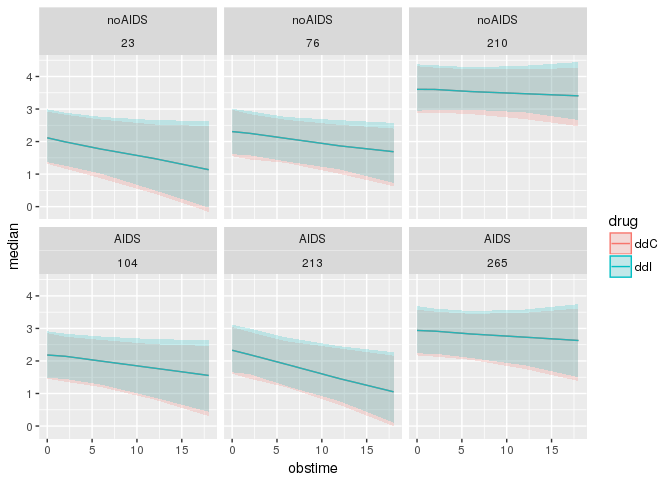 noAIDS noAIDS noAIDS
23 76 210
4
3
2
1
0
AIDS AIDS AIDS
104 213 265
4
3
2
1
0
0 5 10 15 0 5 10 15 0 5 10 15
obstime
median
drug
ddC
ddI